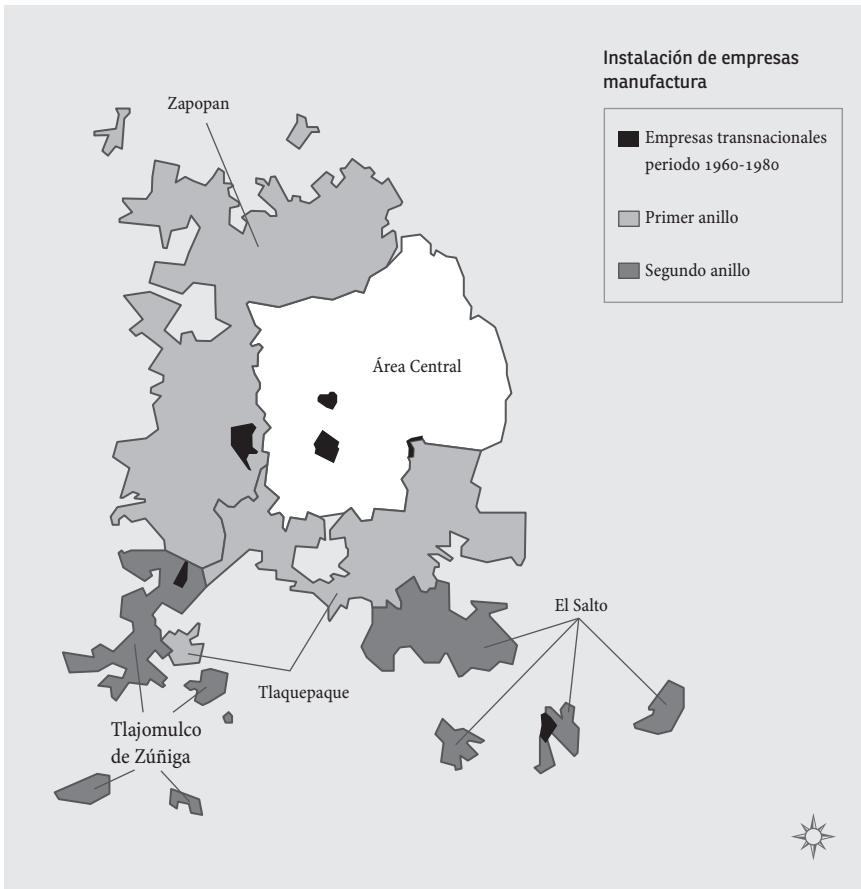 Instalación de empresas
manufactura
Empresas transnacionales
periodo 1960-1980
Primer anillo
Segundo anillo
Zapopan
Área Central
El Salto
Tlaquepaque
Tlajomulco
de Zúñiga